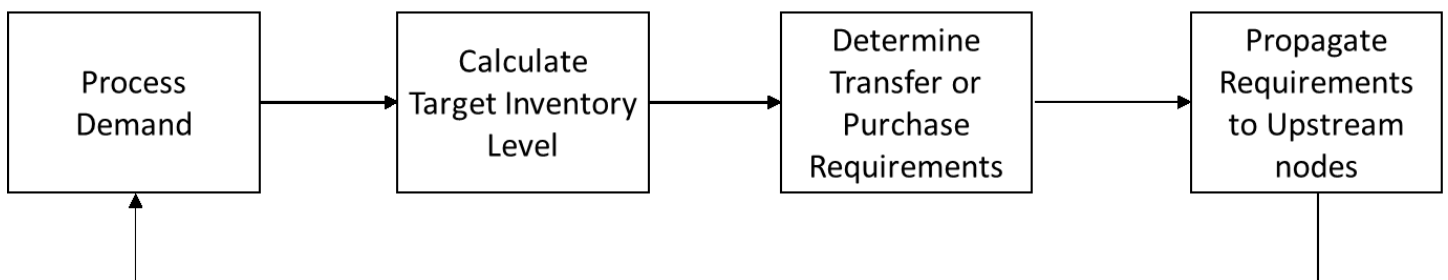 Process
Demand
Calculate
Target Inventory
Level
Determine
Transfer or
Purchase
Requirements
Propagate
Requirements
to Upstream
nodes